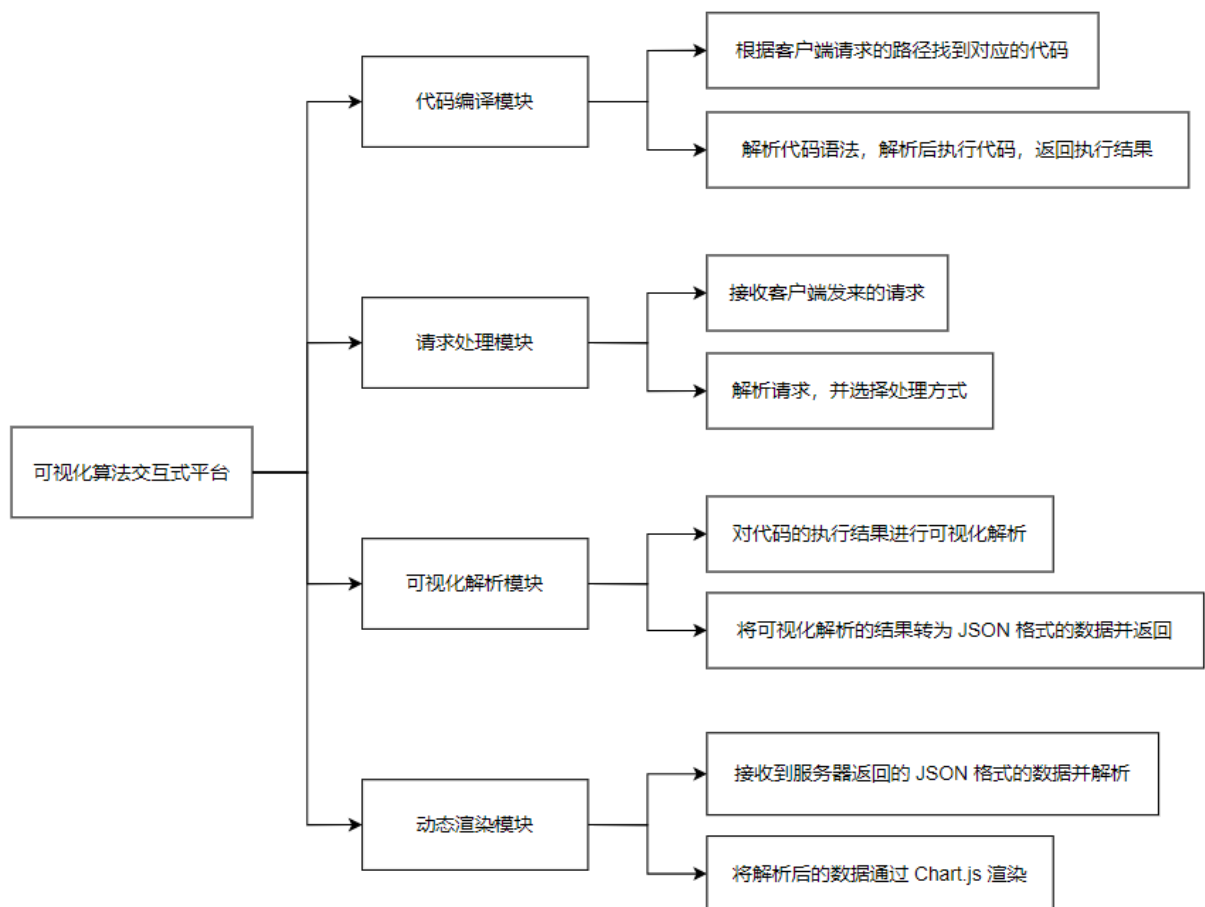 可视化算法交互式平台
代码编译模块
根据客户端请求的路径找到对应的代码
解析代码语法，解析后执行代码，返回执行结果
请求处理模块
接收客户端发来的请求
解析请求，并选择处理方式
可视化解析模块
对代码的执行结果进行可视化解析
将可视化解析的结果转为 JSON 格式的数据并返回
动态渲染模块
接收到服务器返回的 JSON 格式的数据并解析
将解析后的数据通过 Chart.js 渲染